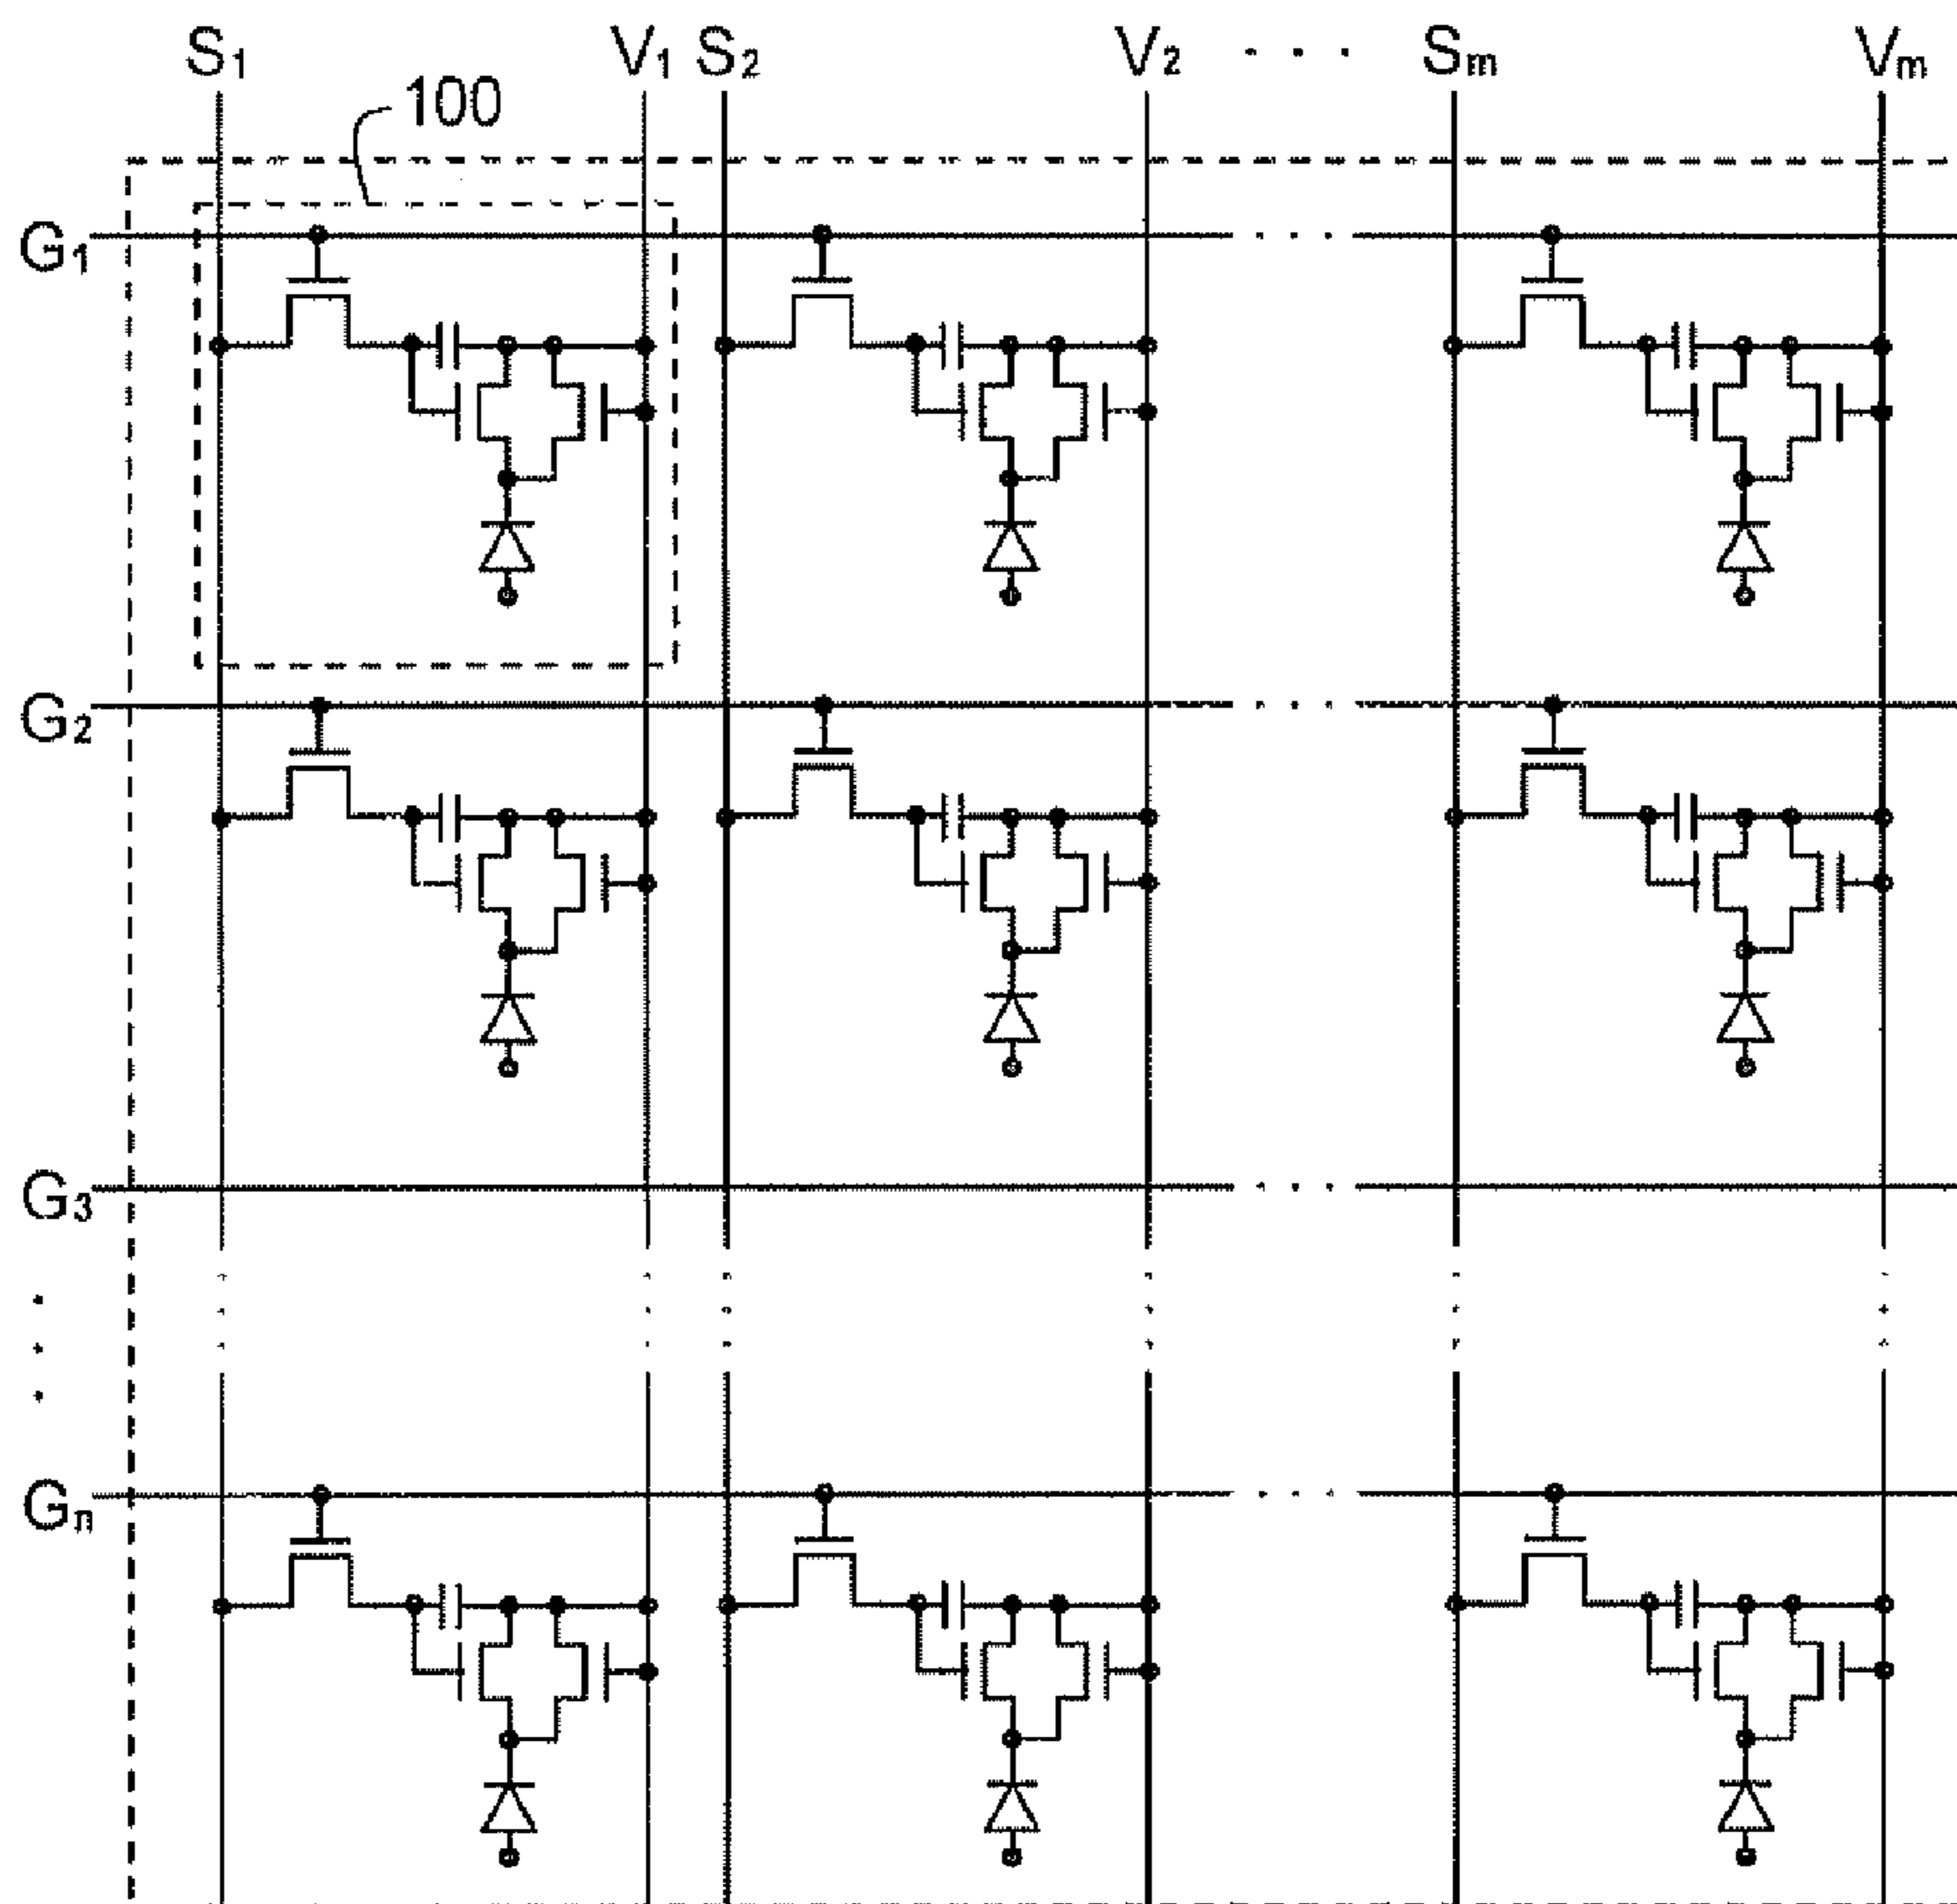 S1 V1 S2 V2 · · · Sm Vm
100
G1 · · ·
G2 · · ·
G3 · · ·
Gn · · ·